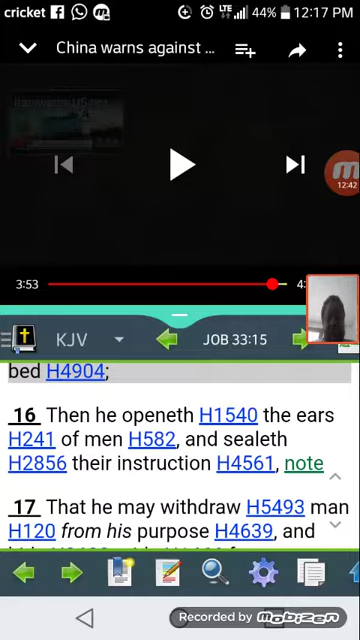 cricket LTE 44% 12:17 PM
China warns against ...
12:42
3:53 4:
KJV JOB 33:15
bed H4904;
16 Then he openeth H1540 the ears
H241 of men H582, and sealeth
H2856 their instruction H4561, note
17 That he may withdraw H5493 man
H120 from his purpose H4639, and
Recorded by mobizen